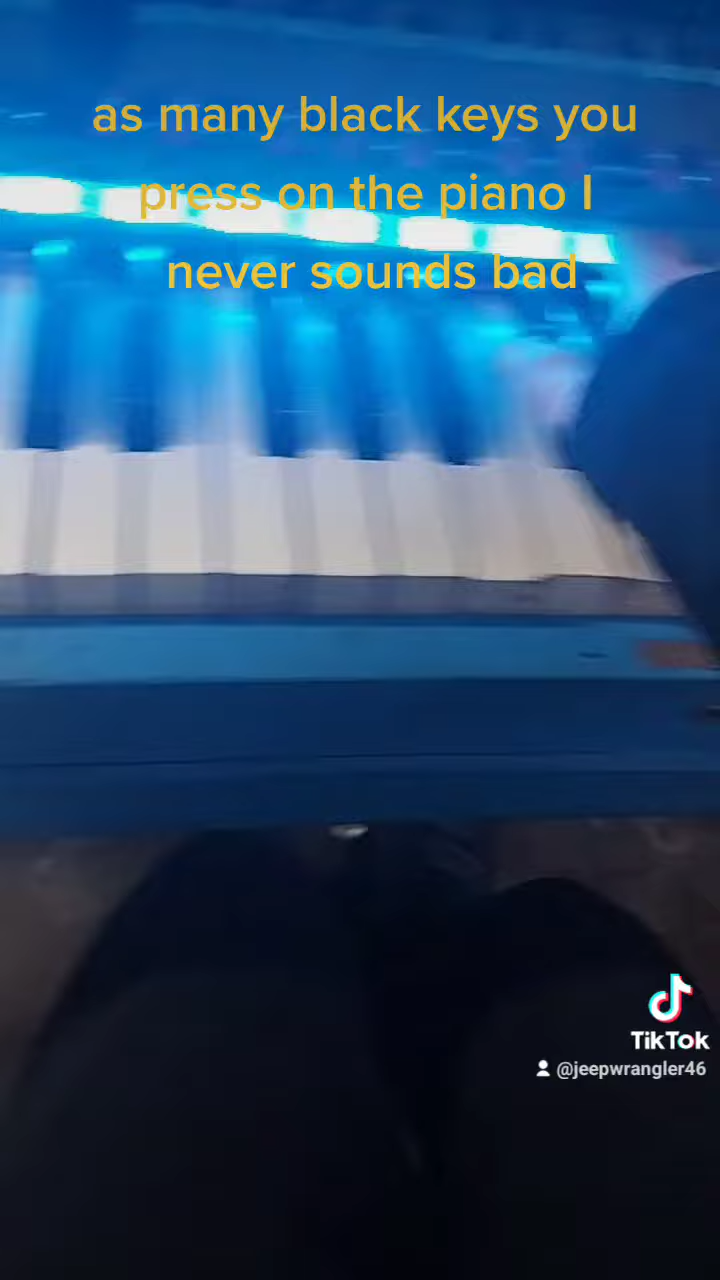 as many black keys you
press on the piano I
never sounds bad
TikTok
@jeepwrangler46